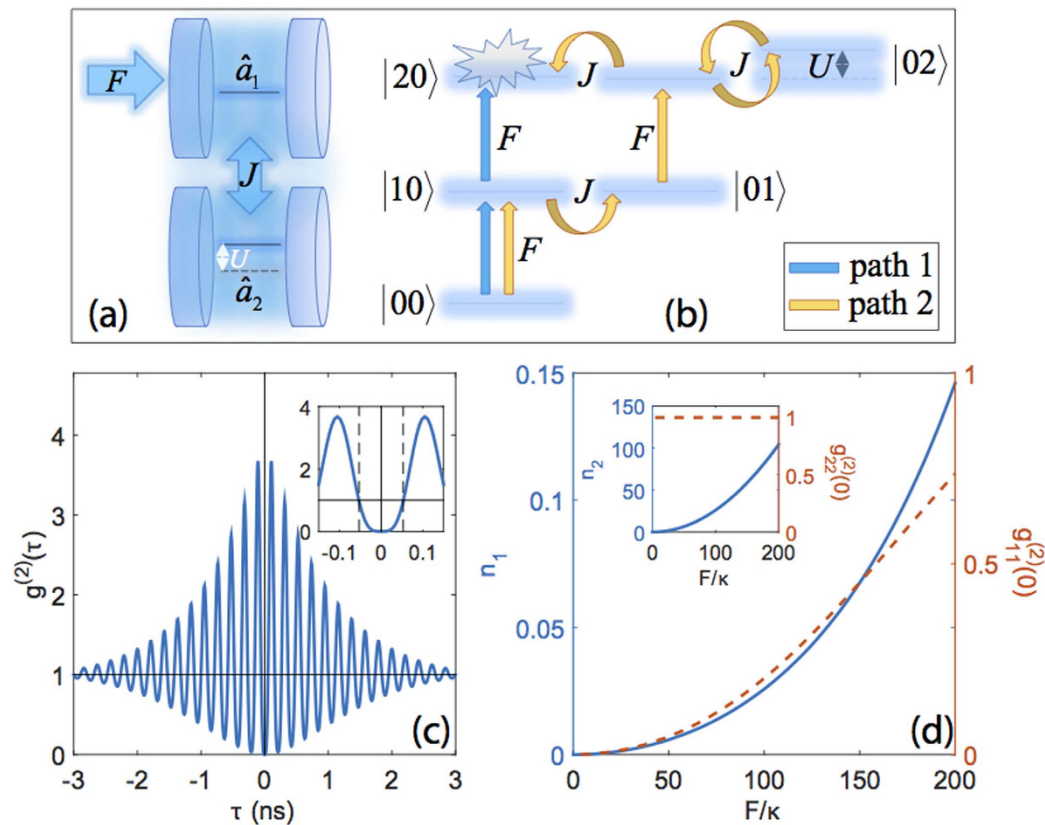 F
â₁
J
U
â₂
(a)
|20⟩
J
J
U
|02⟩
F
F
|10⟩
J
|01⟩
F
|00⟩
(b)
path 1
path 2
g⁽²⁾(τ)
4
3
2
1
0
-3
-2
-1
0
1
2
3
τ (ns)
4
2
0
-0.1
0
0.1
(c)
n₁
0.15
0.1
0.05
0
0
50
100
150
200
F/κ
1
0.5
0
g₁₁⁽²⁾(0)
n₂
150
100
50
0
0
100
200
F/κ
1
0.5
0
g₂₂⁽²⁾(0)
(d)